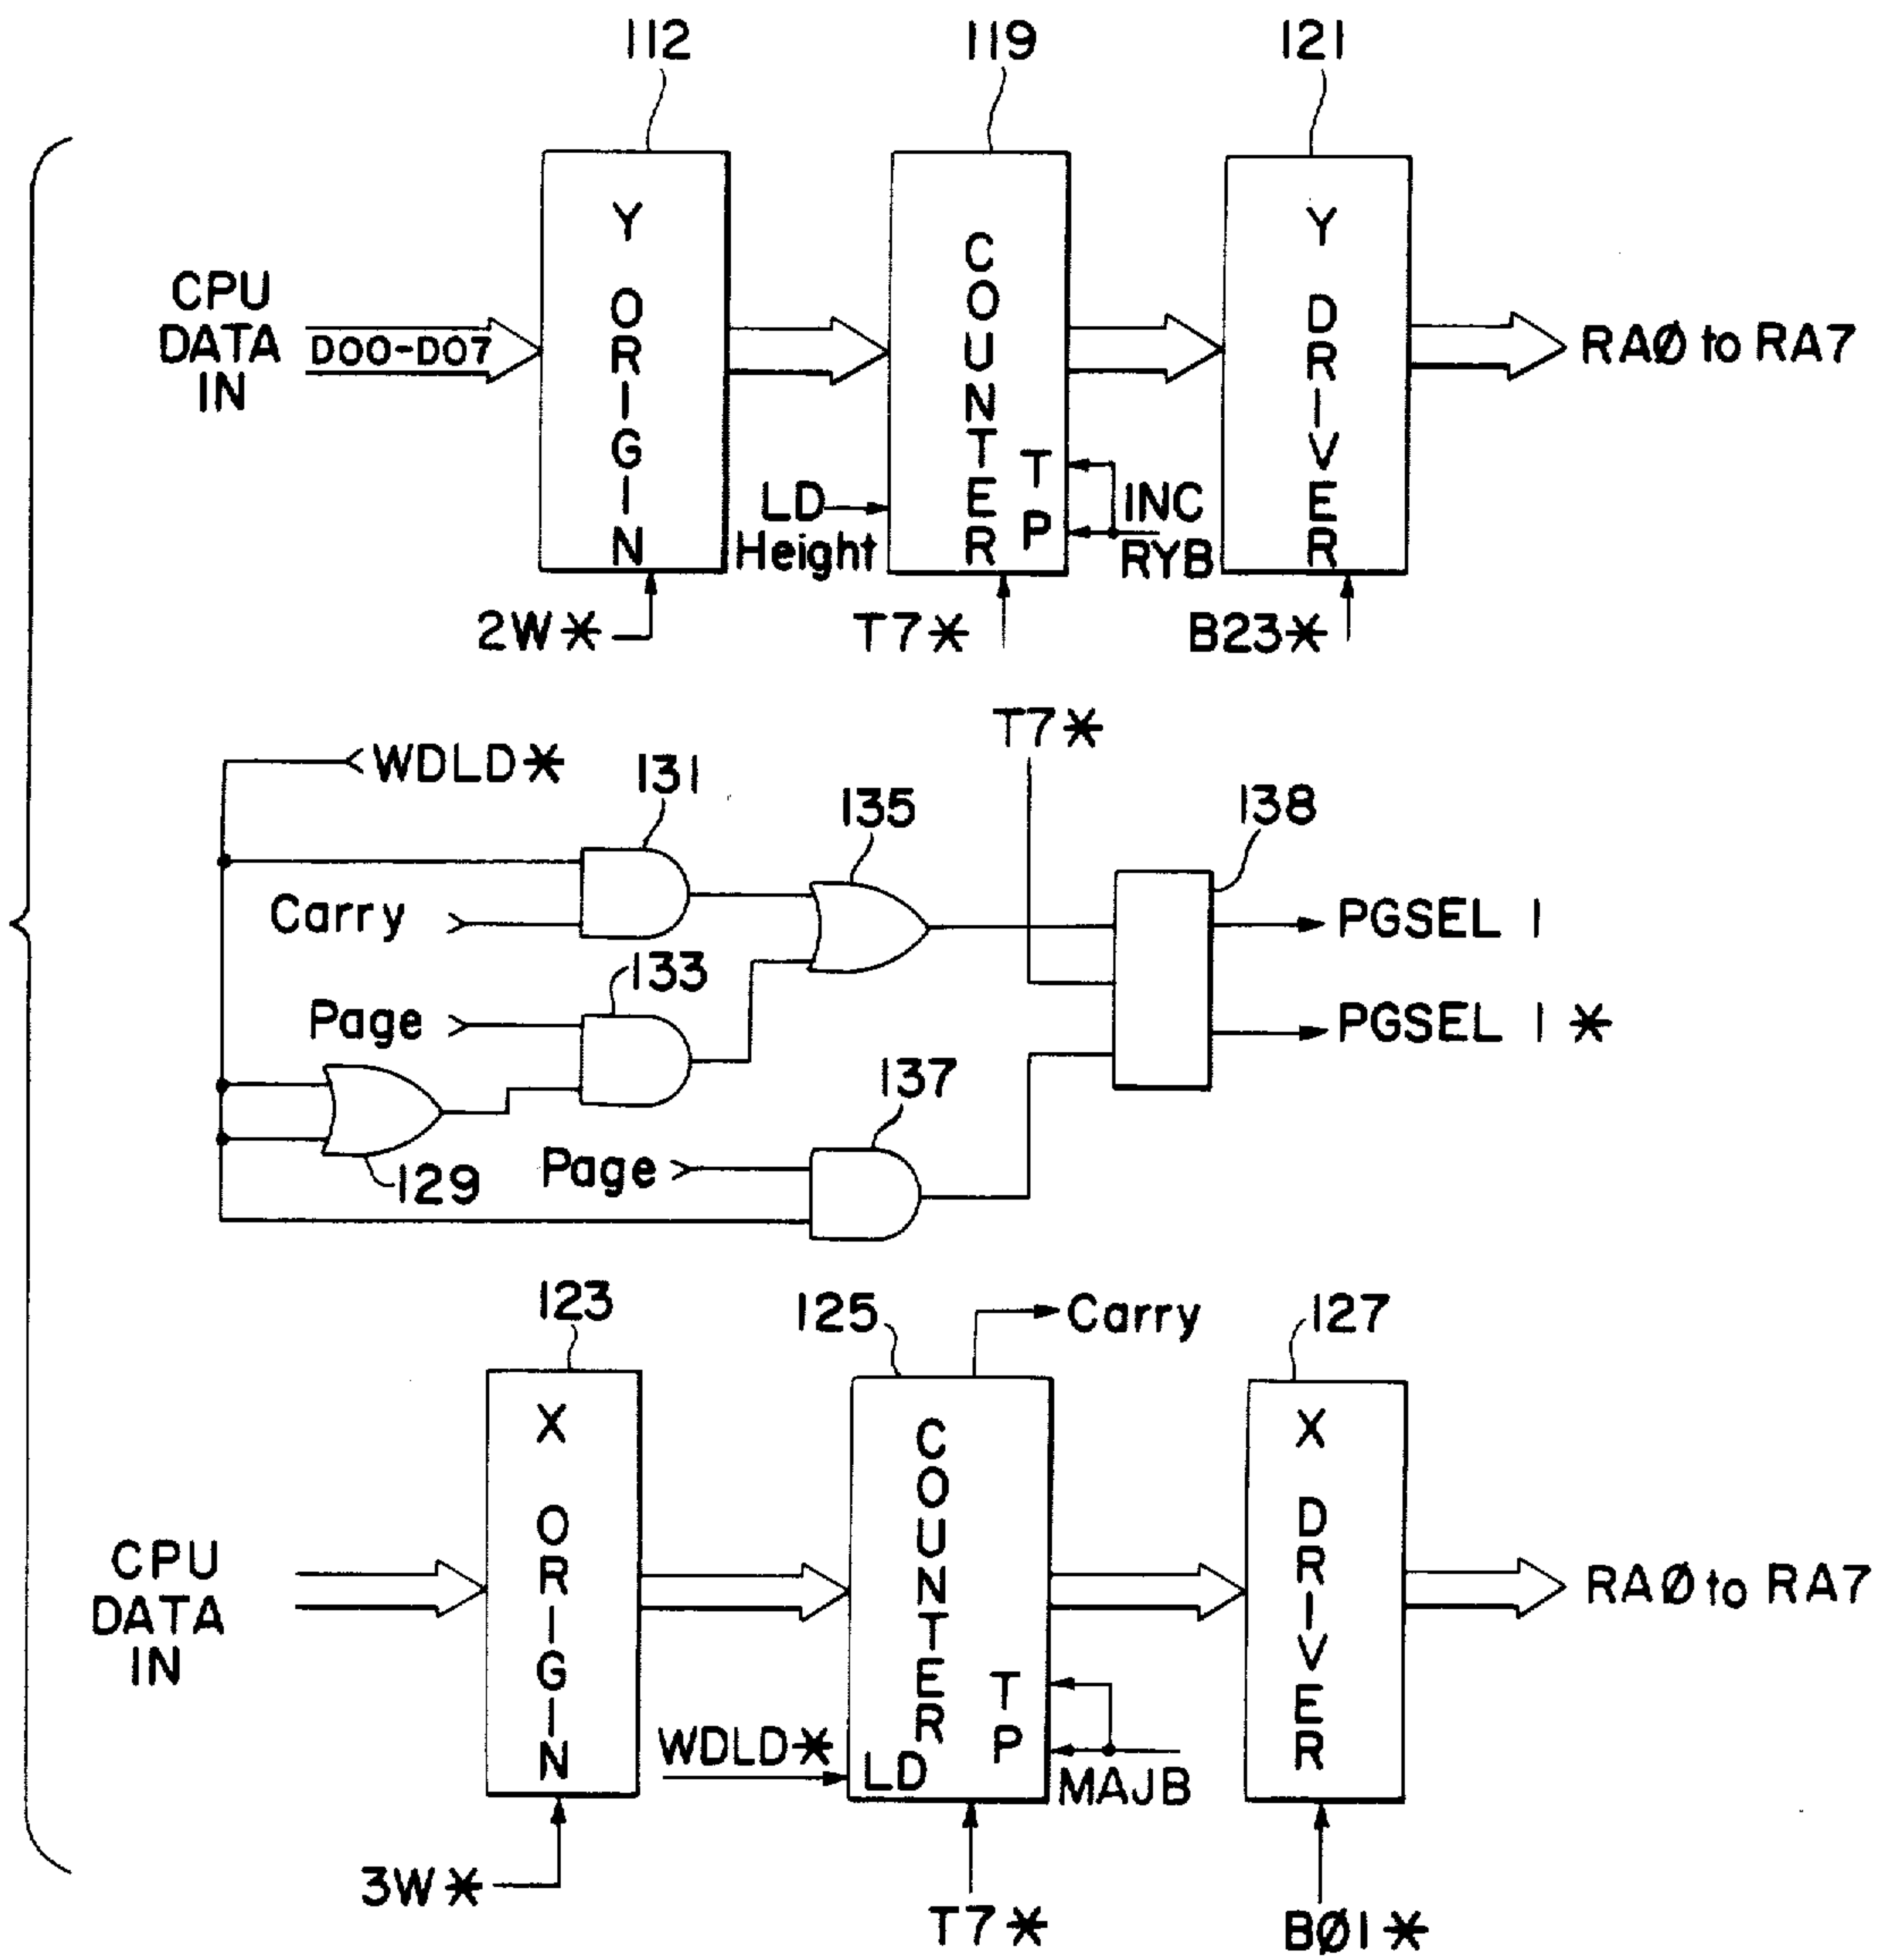 112
119
121
CPU
DATA
IN
DO0-DO7
Y ORIGIN
COUNTER
T
P
Y DRIVER
RAØ to RA7
LD
Height
INC
RYB
2W*
T7*
B23*
T7*
WDLD*
131
135
138
Carry
PGSEL 1
133
Page
PGSEL 1*
137
129
Page
123
125
Carry
127
CPU
DATA
IN
X ORIGIN
COUNTER
T
P
X DRIVER
RAØ to RA7
WDLD*
LD
MAJB
3W*
T7*
BØ1*